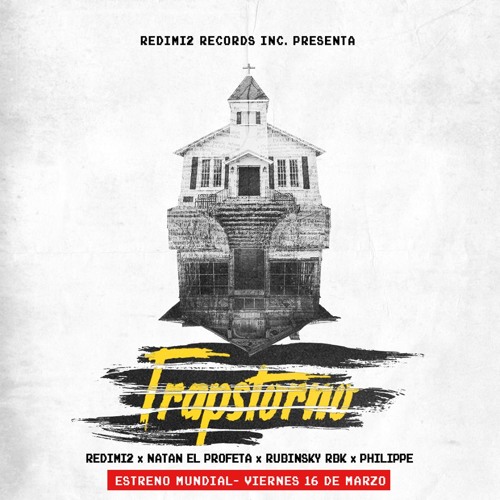 REDIMI2 RECORDS INC. PRESENTA
Trapstorno
REDIMI2 x NATAN EL PROFETA x RUBINSKY RBK x PHILIPPE
ESTRENO MUNDIAL- VIERNES 16 DE MARZO